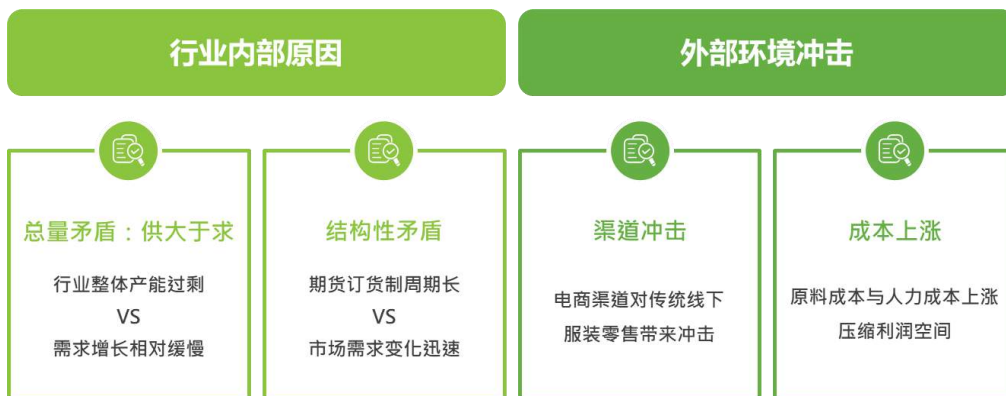 行业内部原因
外部环境冲击
总量矛盾：供大于求
行业整体产能过剩
VS
需求增长相对缓慢
结构性矛盾
期货订货制周期长
VS
市场需求变化迅速
渠道冲击
电商渠道对传统线下
服装零售带来冲击
成本上涨
原料成本与人力成本上涨
压缩利润空间